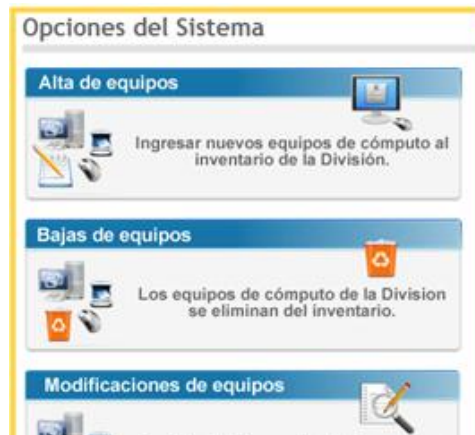 Opciones del Sistema
Alta de equipos
Ingresar nuevos equipos de cómputo al
inventario de la División.
Bajas de equipos
Los equipos de cómputo de la Division
se eliminan del inventario.
Modificaciones de equipos